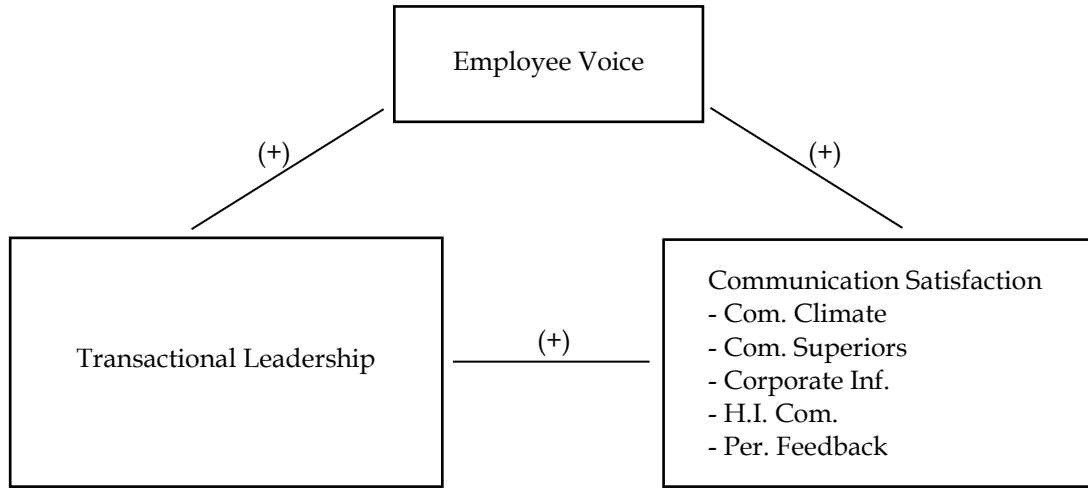 Employee Voice
(+)
(+)
Transactional Leadership
(+)
Communication Satisfaction
- Com. Climate
- Com. Superiors
- Corporate Inf.
- H.I. Com.
- Per. Feedback